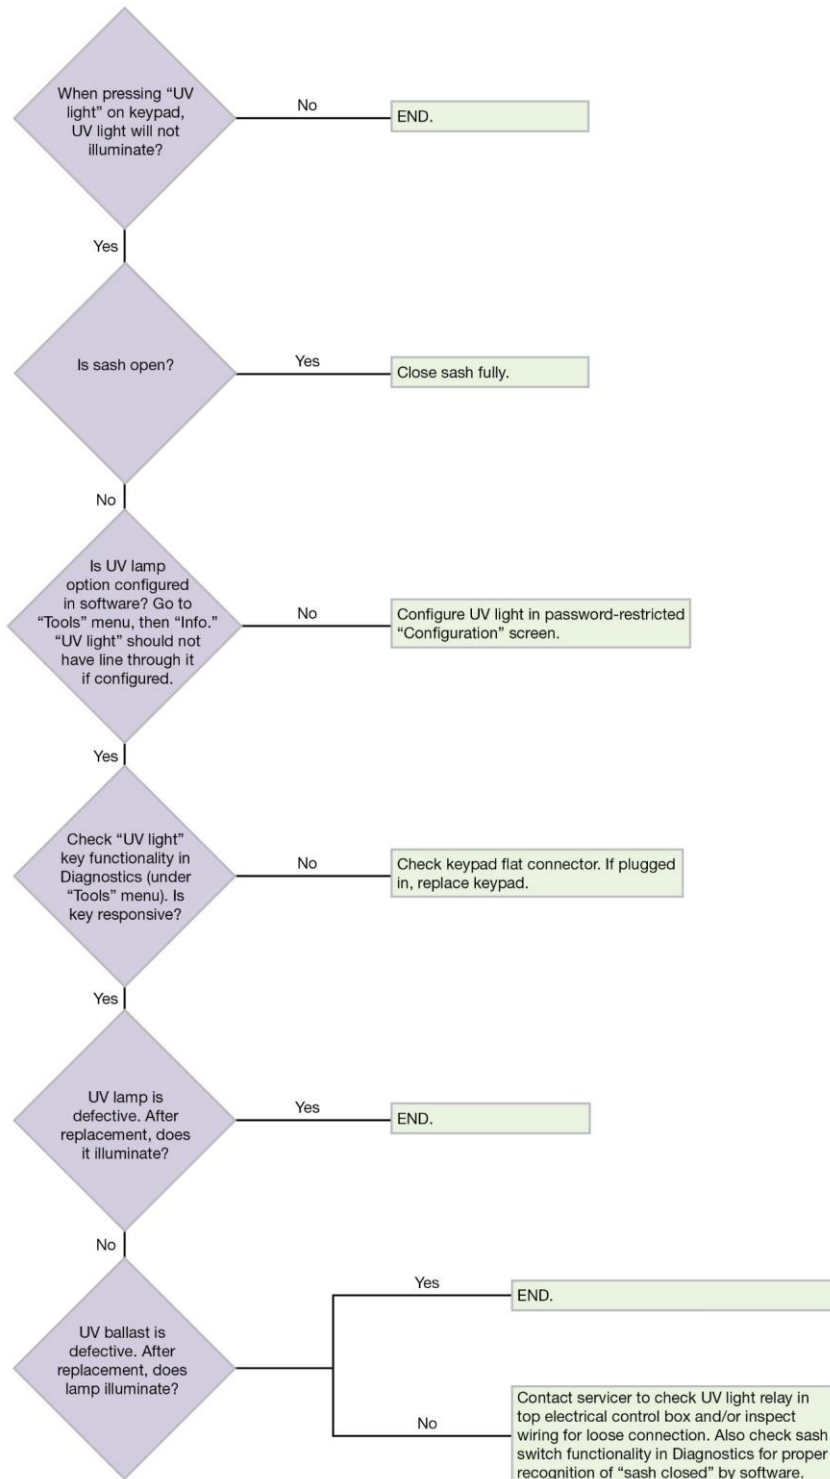 When pressing “UV
light” on keypad,
UV light will not
illuminate?
No
END.
Yes
Is sash open?
Yes
Close sash fully.
No
Is UV lamp
option configured
in software? Go to
“Tools” menu, then “Info.”
“UV light” should not
have line through it
if configured.
No
Configure UV light in password-restricted
“Configuration” screen.
Yes
Check “UV light”
key functionality in
Diagnostics (under
“Tools” menu). Is
key responsive?
No
Check keypad flat connector. If plugged
in, replace keypad.
Yes
UV lamp is
defective. After
replacement, does
it illuminate?
Yes
END.
No
UV ballast is
defective. After
replacement, does
lamp illuminate?
Yes
END.
No
Contact servicer to check UV light relay in
top electrical control box and/or inspect
wiring for loose connection. Also check sash
switch functionality in Diagnostics for proper
recognition of “sash closed” by software.